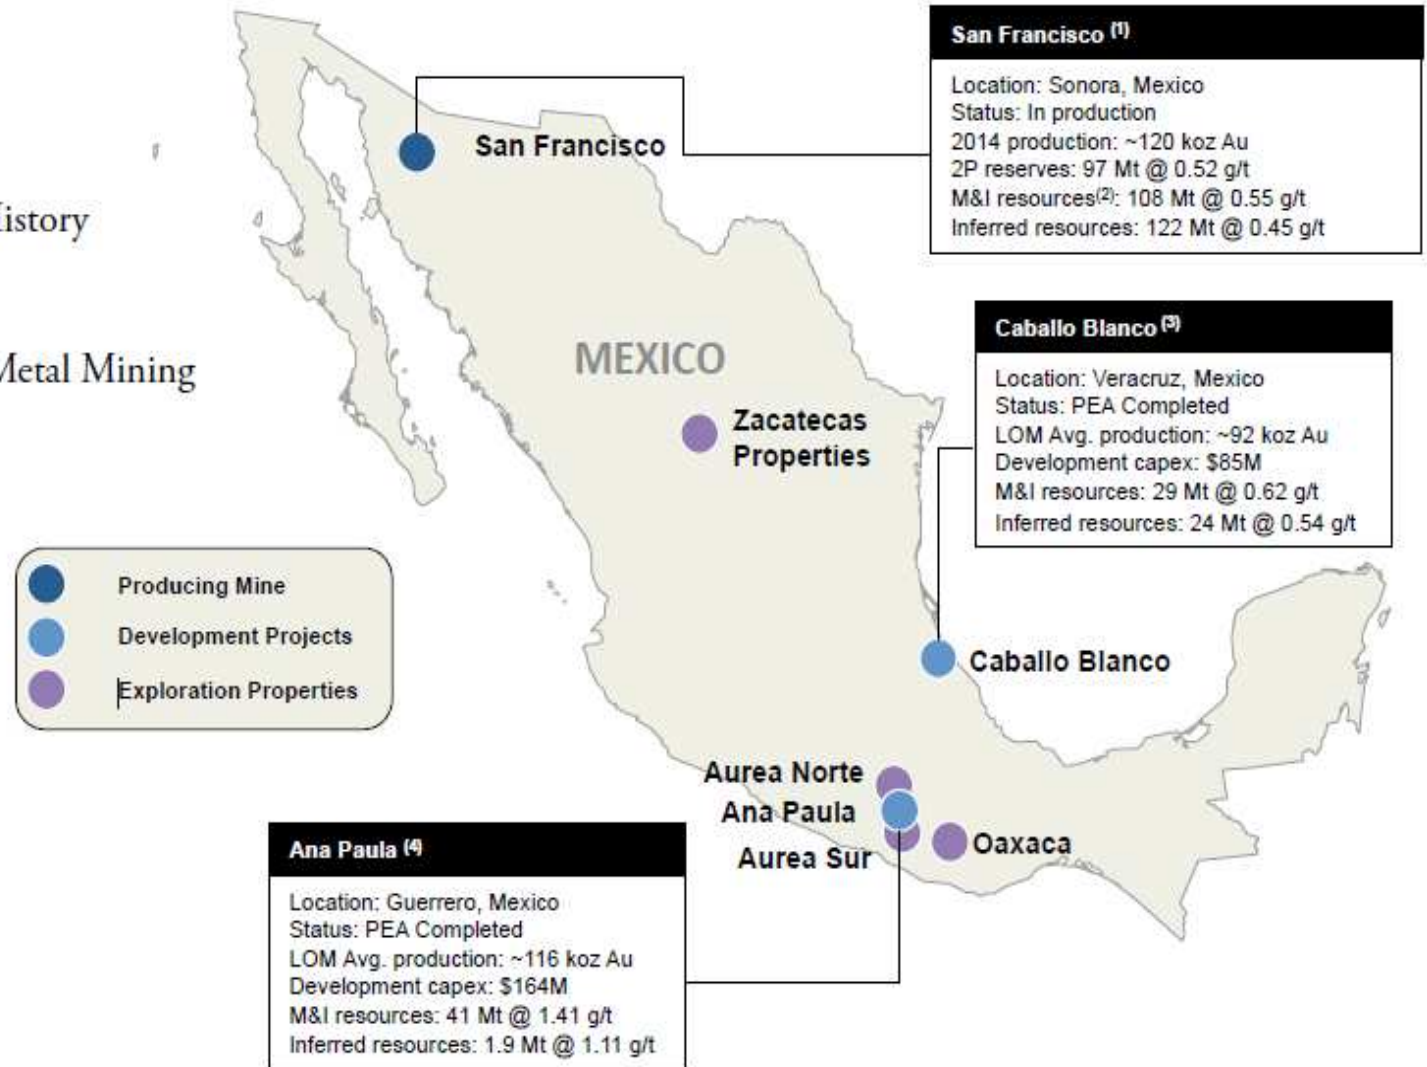 San Francisco (1)
Location: Sonora, Mexico
Status: In production
2014 production: ~120 koz Au
2P reserves: 97 Mt @ 0.52 g/t
M&I resources(2): 108 Mt @ 0.55 g/t
Inferred resources: 122 Mt @ 0.45 g/t
San Francisco
istory
Metal Mining
MEXICO
Zacatecas
Properties
Caballo Blanco (3)
Location: Veracruz, Mexico
Status: PEA Completed
LOM Avg. production: ~92 koz Au
Development capex: $85M
M&I resources: 29 Mt @ 0.62 g/t
Inferred resources: 24 Mt @ 0.54 g/t
Producing Mine
Development Projects
Exploration Properties
Caballo Blanco
Aurea Norte
Ana Paula
Aurea Sur
Oaxaca
Ana Paula (4)
Location: Guerrero, Mexico
Status: PEA Completed
LOM Avg. production: ~116 koz Au
Development capex: $164M
M&I resources: 41 Mt @ 1.41 g/t
Inferred resources: 1.9 Mt @ 1.11 g/t